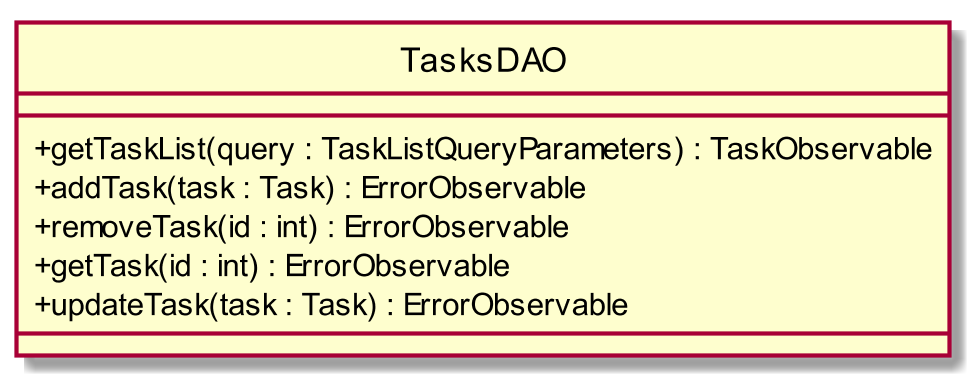 TasksDAO
+getTaskList(query : TaskListQueryParameters) : TaskObservable
+addTask(task : Task) : ErrorObservable
+removeTask(id : int) : ErrorObservable
+getTask(id : int) : ErrorObservable
+updateTask(task : Task) : ErrorObservable